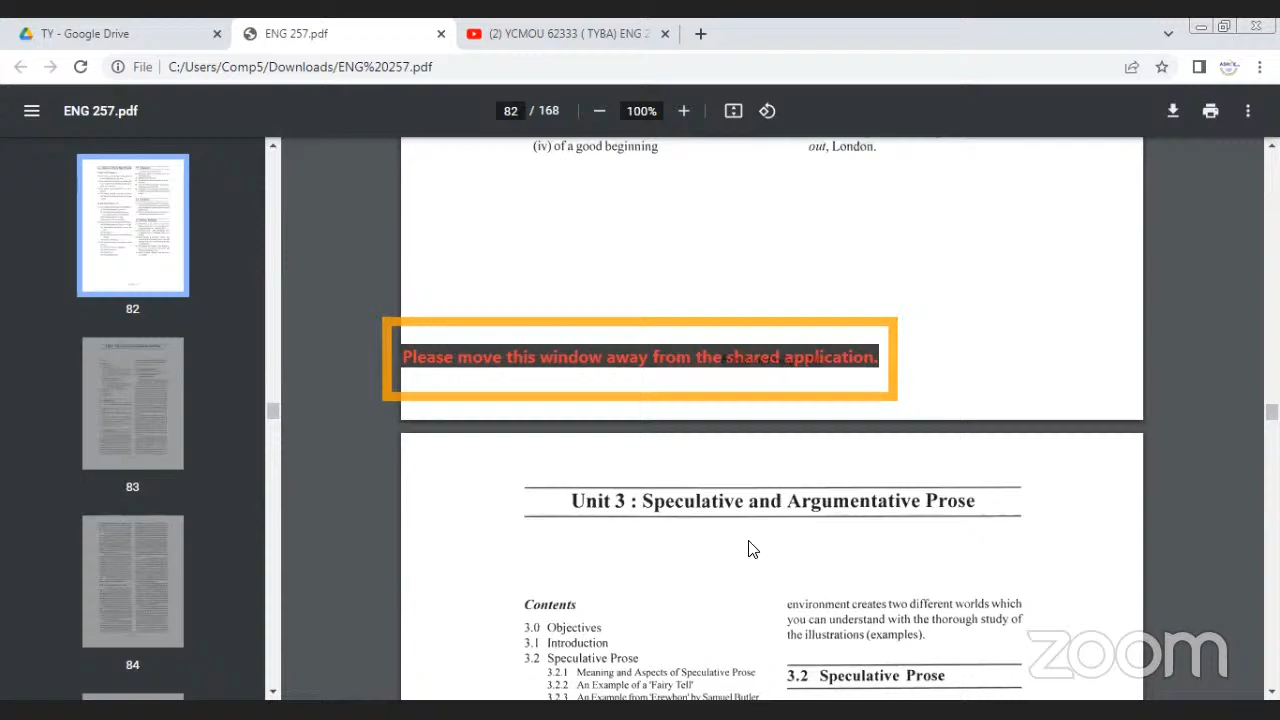 TY - Google Drive
ENG 257.pdf
(2) YCMOU 62333 ( TYBA) ENG 2
File
C:/Users/Comp5/Downloads/ENG%20257.pdf
ENG 257.pdf
82 / 168
100%
(iv) of a good beginning
out, London.
82
83
84
Please move this window away from the shared application.
Unit 3 : Speculative and Argumentative Prose
Contents
3.0 Objectives
3.1 Introduction
3.2 Speculative Prose
3.2.1 Meaning and Aspects of Speculative Prose
3.2.2 An Example of a 'Fairy Tell'
3.2.3 An Example from 'Erewhon' by Samuel Butler
environment creates two different worlds which
you can understand with the thorough study of
the illustrations (examples).
3.2 Speculative Prose
zoom